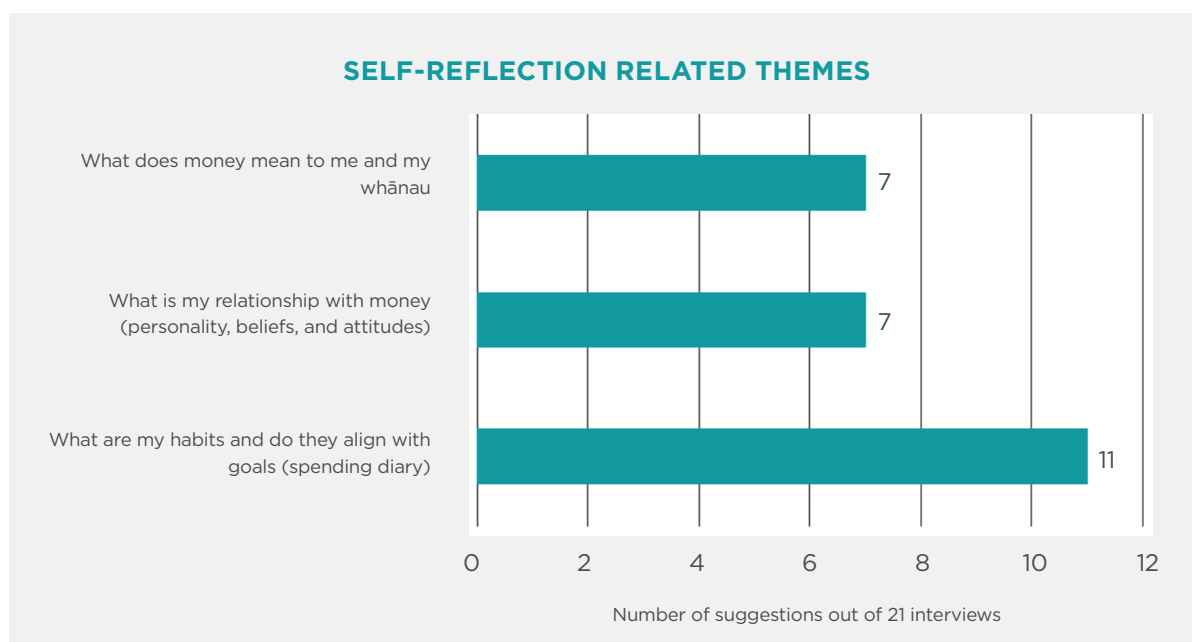 SELF-REFLECTION RELATED THEMES
What does money mean to me and my
whānau
7
What is my relationship with money
(personality, beliefs, and attitudes)
7
What are my habits and do they align with
goals (spending diary)
11
0 2 4 6 8 10 12
Number of suggestions out of 21 interviews